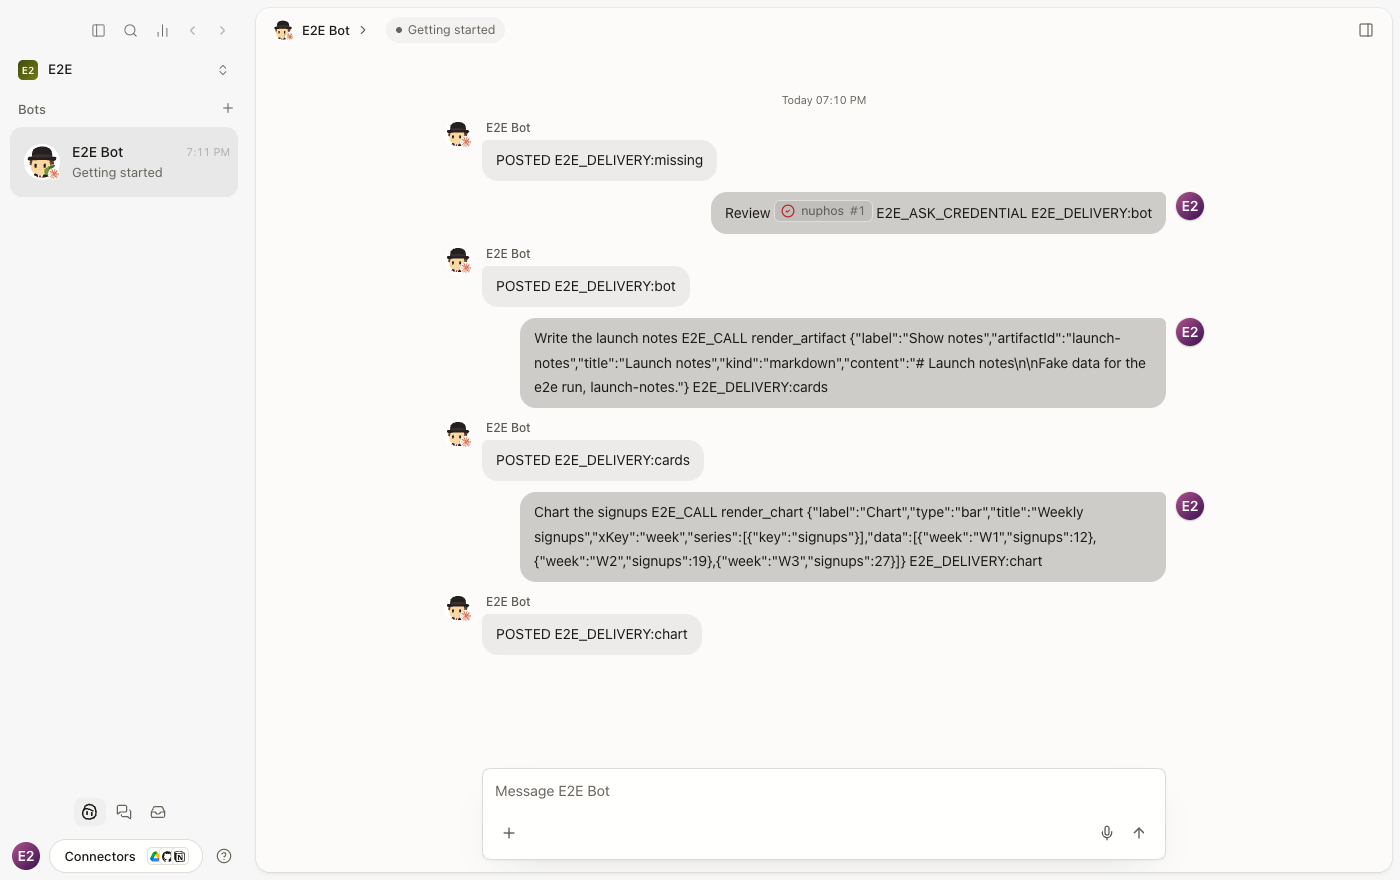 E2E Bot
Getting started
E2 E2E
Today 07:10 PM
Bots
E2E Bot 7:11 PM
Getting started
E2E Bot
POSTED E2E_DELIVERY:missing
Review nuphos #1 E2E_ASK_CREDENTIAL E2E_DELIVERY:bot
E2
E2E Bot
POSTED E2E_DELIVERY:bot
Write the launch notes E2E_CALL render_artifact {"label":"Show notes","artifactId":"launch-
notes","title":"Launch notes","kind":"markdown","content":"# Launch notes\n\nFake data for the
e2e run, launch-notes."} E2E_DELIVERY:cards
E2
E2E Bot
POSTED E2E_DELIVERY:cards
Chart the signups E2E_CALL render_chart {"label":"Chart","type":"bar","title":"Weekly
signups","xKey":"week","series":[{"key":"signups"}],"data":[{"week":"W1","signups":12},
{"week":"W2","signups":19},{"week":"W3","signups":27}]} E2E_DELIVERY:chart
E2
E2E Bot
POSTED E2E_DELIVERY:chart
Message E2E Bot
E2 Connectors